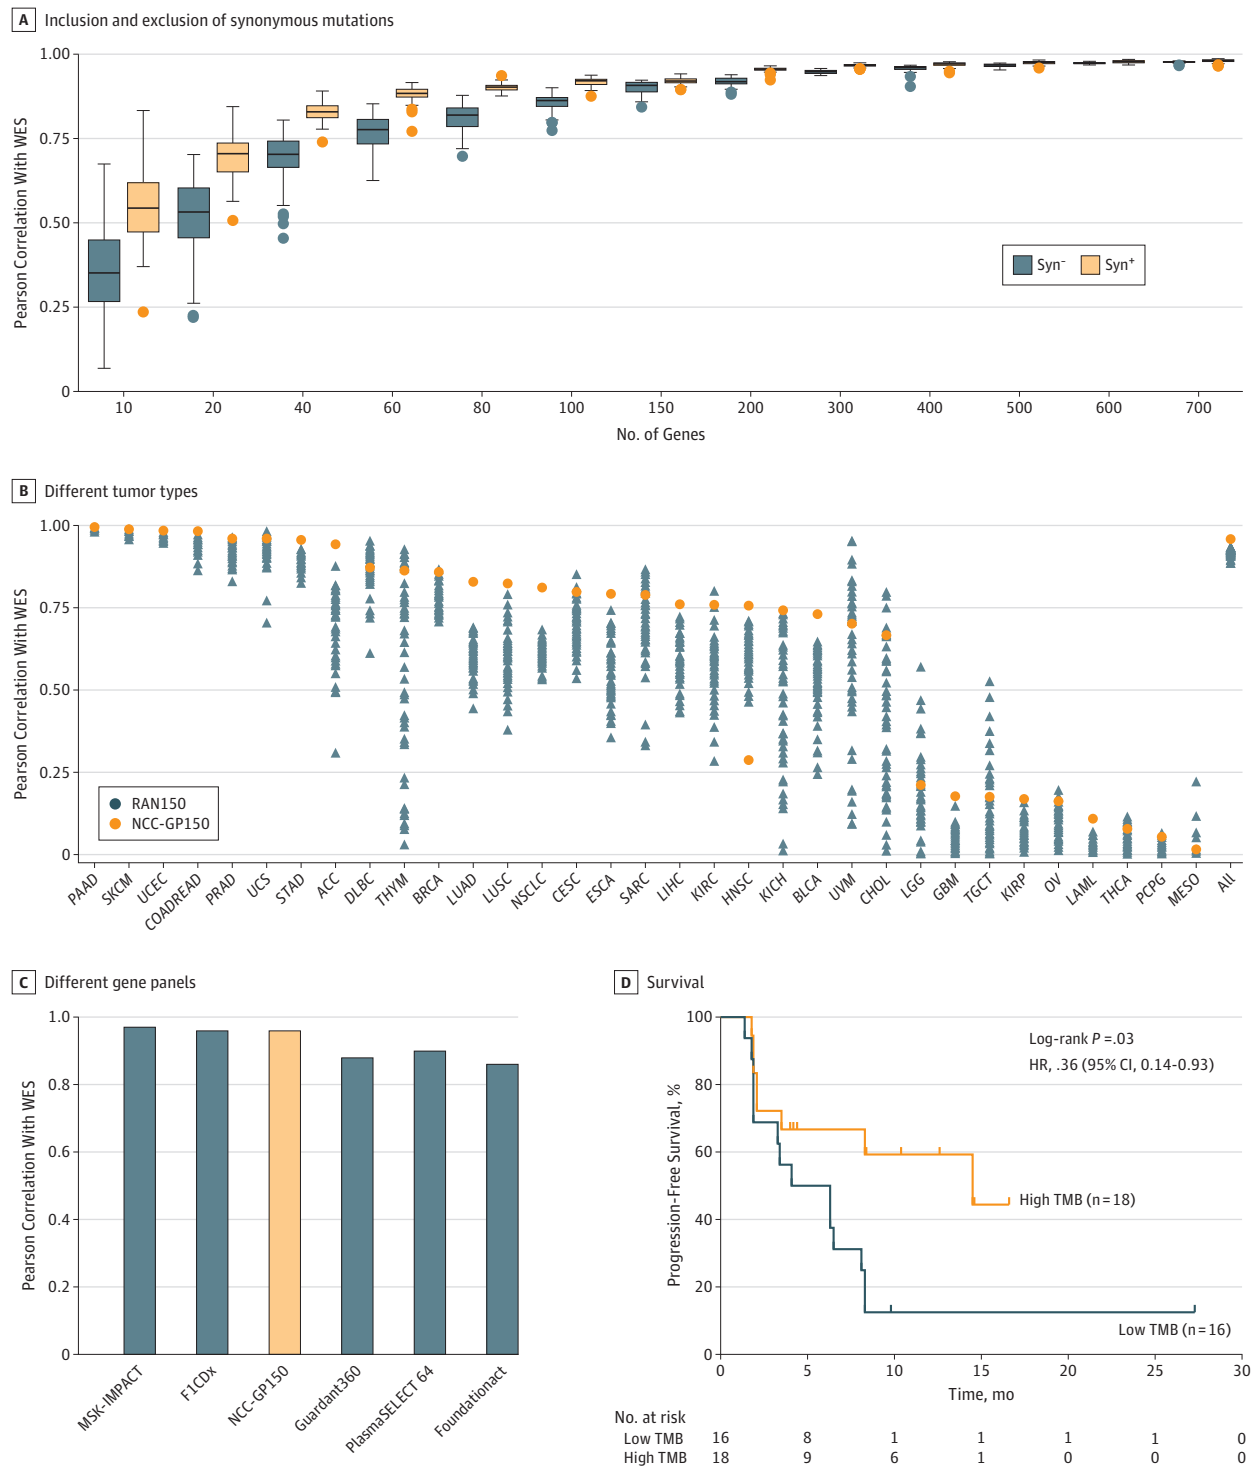 A Inclusion and exclusion of synonymous mutations
1.00
0.75
0.50
0.25
0
Pearson Correlation With WES
Syn⁻ Syn⁺
10 20 40 60 80 100 150 200 300 400 500 600 700
No. of Genes
B Different tumor types
1.00
0.75
0.50
0.25
0
Pearson Correlation With WES
RAN150
NCC-GP150
PAAD SKCM UCEC COADREAD PRAD UCS STAD ACC DLBC THYM BRCA LUAD LUSC NSCLC CESC ESCA SARC LIHC KIRC HNSC KICH BLCA UVM CHOL LGG GBM TGCT KIRP OV LAML THCA PCPG MESO All
C Different gene panels
1.0
0.8
0.6
0.4
0.2
0
Pearson Correlation With WES
MSK-IMPACT F1CDx NCC-GP150 Guardant360 PlasmaSELECT 64 Foundationact
D Survival
100
80
60
40
20
0
Progression-Free Survival, %
Log-rank P =.03
HR, .36 (95% CI, 0.14-0.93)
High TMB (n=18)
Low TMB (n=16)
0 5 10 15 20 25 30
Time, mo
No. at risk
Low TMB 16 8 1 1 1 1 0
High TMB 18 9 6 1 0 0 0